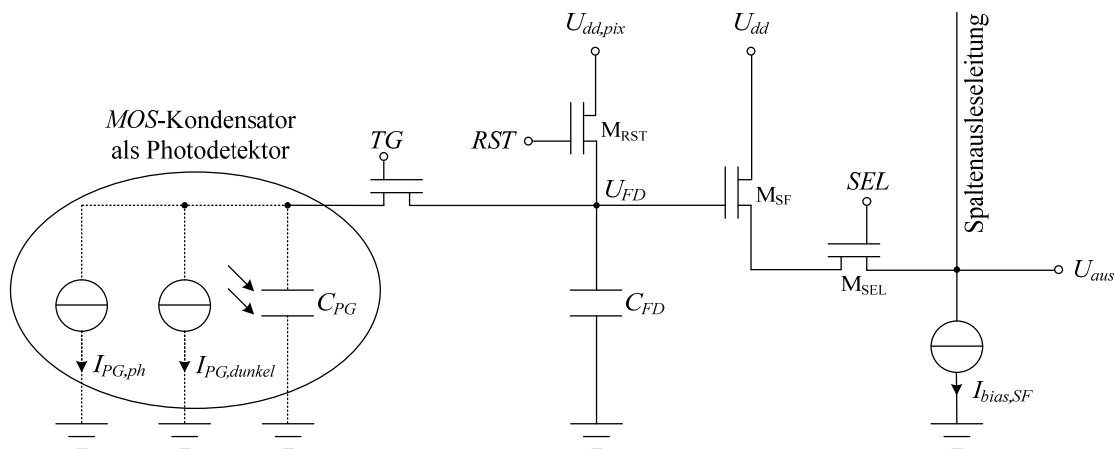 U_dd,pix
U_dd
Spaltenausleseleitung
MOS-Kondensator
als Photodetektor
TG
RST
M_RST
U_FD
M_SF
SEL
M_SEL
U_aus
C_PG
C_FD
I_PG,ph
I_PG,dunkel
I_bias,SF